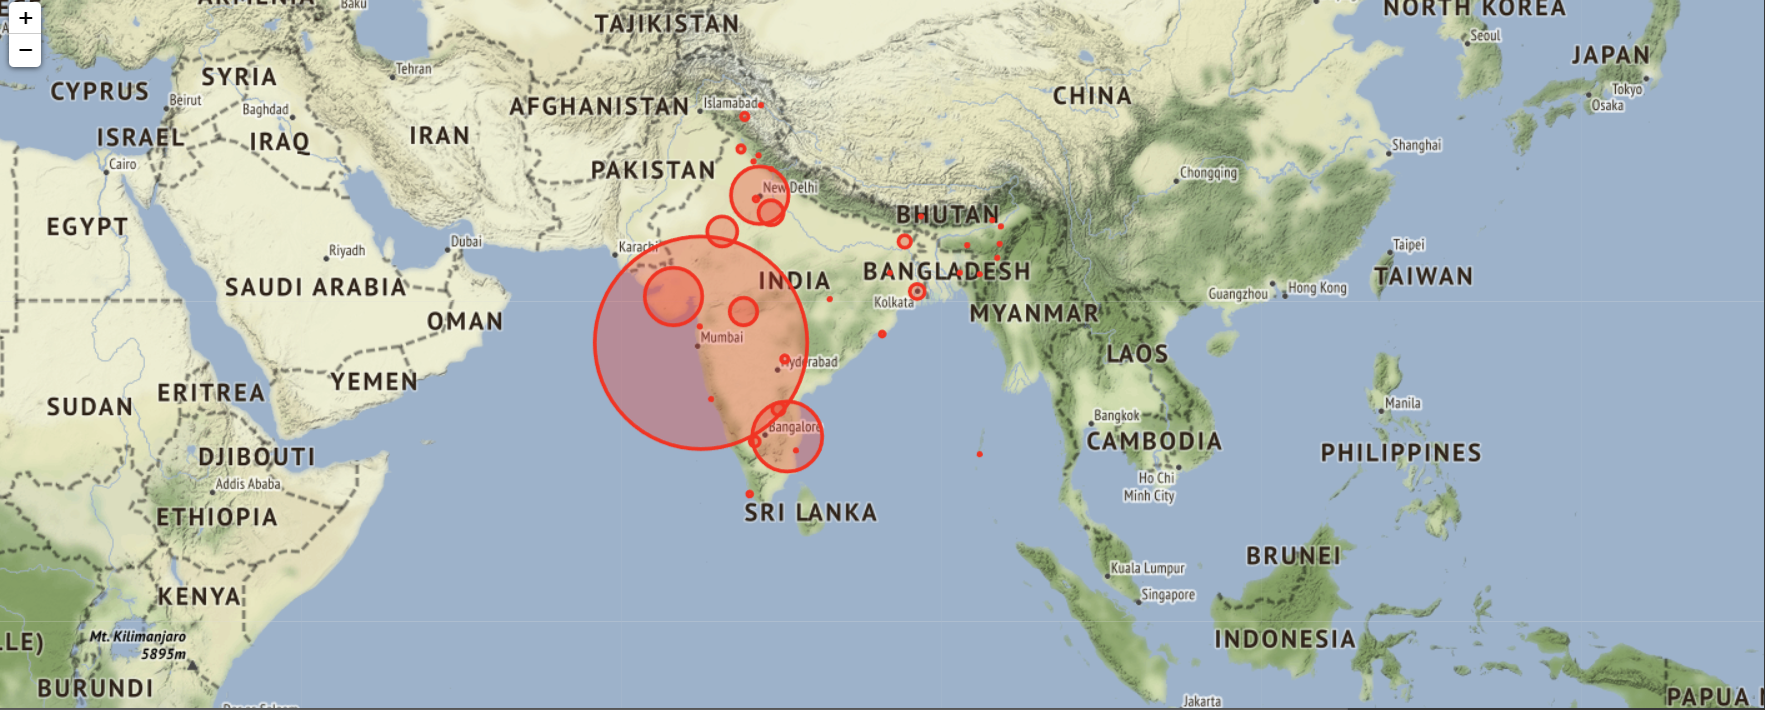 +
−
ARMENIA
Baku
TAJIKISTAN
NORTH KOREA
Seoul
JAPAN
Tokyo
Osaka
CYPRUS
SYRIA
Tehran
Beirut
Baghdad
AFGHANISTAN
Islamabad
CHINA
ISRAEL
IRAQ
IRAN
Shanghai
Cairo
PAKISTAN
Chongqing
New Delhi
EGYPT
BHUTAN
Riyadh
Dubai
Karachi
Taipei
SAUDI ARABIA
INDIA
BANGLADESH
TAIWAN
Kolkata
Guangzhou
Hong Kong
OMAN
MYANMAR
Mumbai
LAOS
Hyderabad
YEMEN
ERITREA
SUDAN
Manila
Bangkok
Bangalore
CAMBODIA
PHILIPPINES
DJIBOUTI
Addis Ababa
Ho Chi
Minh City
ETHIOPIA
SRI LANKA
BRUNEI
Kuala Lumpur
KENYA
Singapore
Mt. Kilimanjaro
5895m
LLE)
INDONESIA
BURUNDI
Jakarta
PAPUA